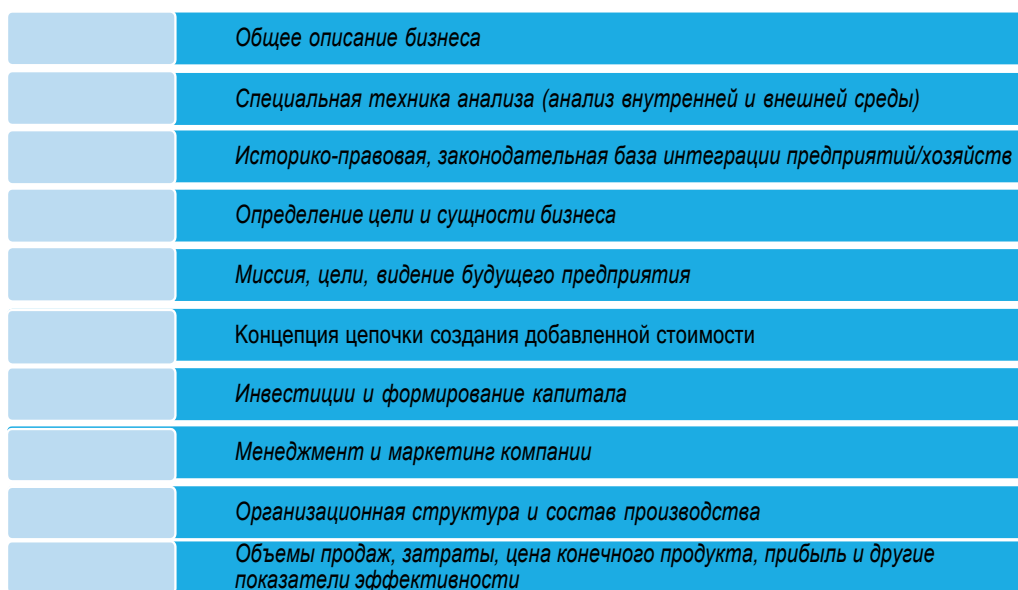 Общее описание бизнеса
Специальная техника анализа (анализ внутренней и внешней среды)
Историко-правовая, законодательная база интеграции предприятий/хозяйств
Определение цели и сущности бизнеса
Миссия, цели, видение будущего предприятия
Концепция цепочки создания добавленной стоимости
Инвестиции и формирование капитала
Менеджмент и маркетинг компании
Организационная структура и состав производства
Объемы продаж, затраты, цена конечного продукта, прибыль и другие
показатели эффективности